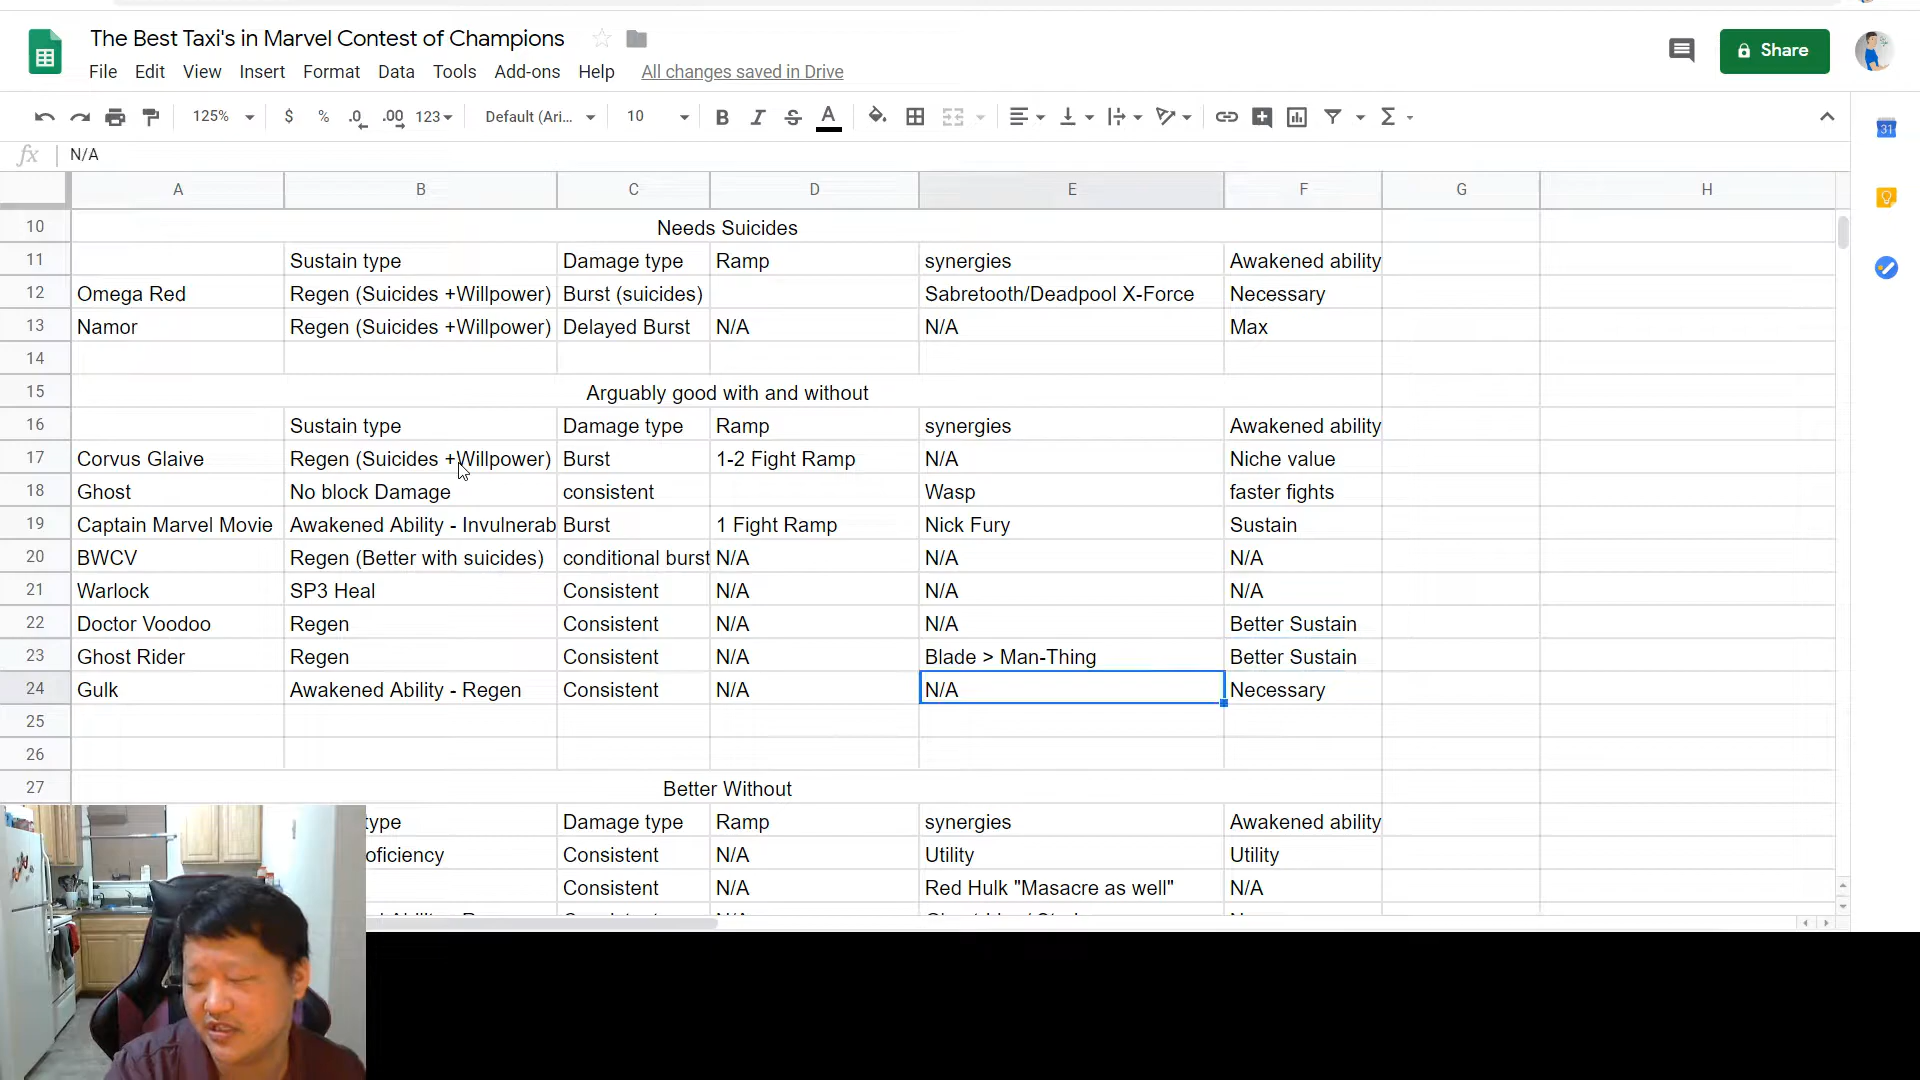 The Best Taxi's in Marvel Contest of Champions
File Edit View Insert Format Data Tools Add-ons Help All changes saved in Drive
Share
125% $ % .0 .00 123 Default (Ari... 10 B I S A Σ
31
fx N/A
A B C D E F G H
10 Needs Suicides
11 Sustain type Damage type Ramp synergies Awakened ability
12 Omega Red Regen (Suicides +Willpower) Burst (suicides) Sabretooth/Deadpool X-Force Necessary
13 Namor Regen (Suicides +Willpower) Delayed Burst N/A N/A Max
14
15 Arguably good with and without
16 Sustain type Damage type Ramp synergies Awakened ability
17 Corvus Glaive Regen (Suicides +Willpower) Burst 1-2 Fight Ramp N/A Niche value
18 Ghost No block Damage consistent Wasp faster fights
19 Captain Marvel Movie Awakened Ability - Invulnerab Burst 1 Fight Ramp Nick Fury Sustain
20 BWCV Regen (Better with suicides) conditional burst N/A N/A N/A
21 Warlock SP3 Heal Consistent N/A N/A N/A
22 Doctor Voodoo Regen Consistent N/A N/A Better Sustain
23 Ghost Rider Regen Consistent N/A Blade > Man-Thing Better Sustain
24 Gulk Awakened Ability - Regen Consistent N/A N/A Necessary
25
26
27 Better Without
type Damage type Ramp synergies Awakened ability
oficiency Consistent N/A Utility Utility
Consistent N/A Red Hulk "Masacre as well" N/A